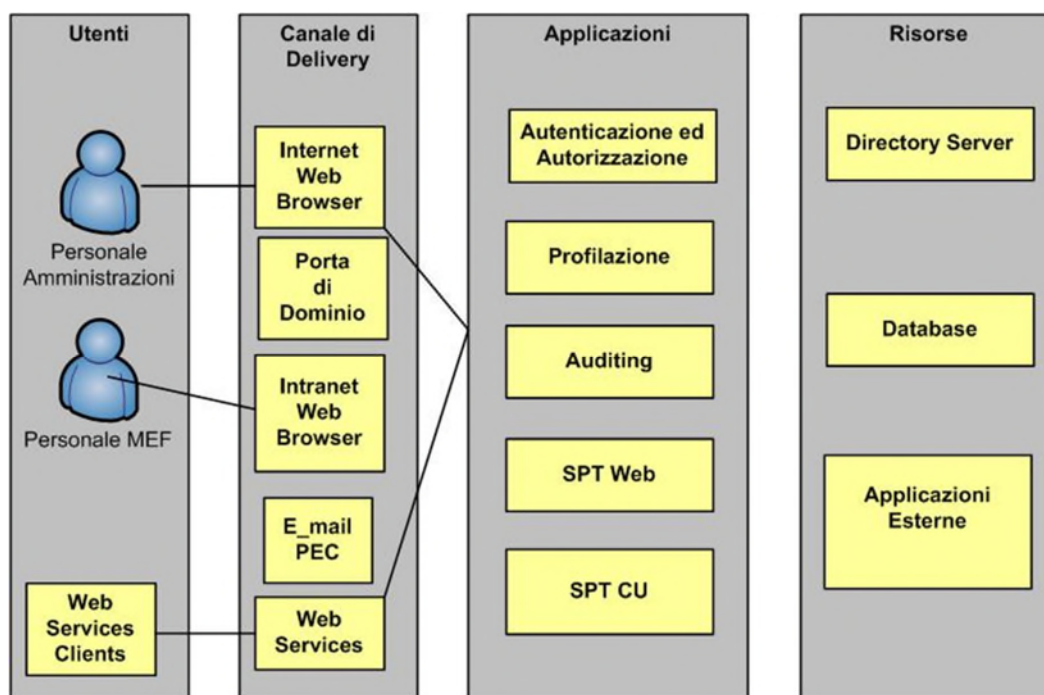 Utenti
Personale
Amministrazioni
Personale MEF
Web
Services
Clients
Canale di
Delivery
Internet
Web
Browser
Porta
di
Dominio
Intranet
Web
Browser
E_mail
PEC
Web
Services
Applicazioni
Autenticazione ed
Autorizzazione
Profilazione
Auditing
SPT Web
SPT CU
Risorse
Directory Server
Database
Applicazioni
Esterne